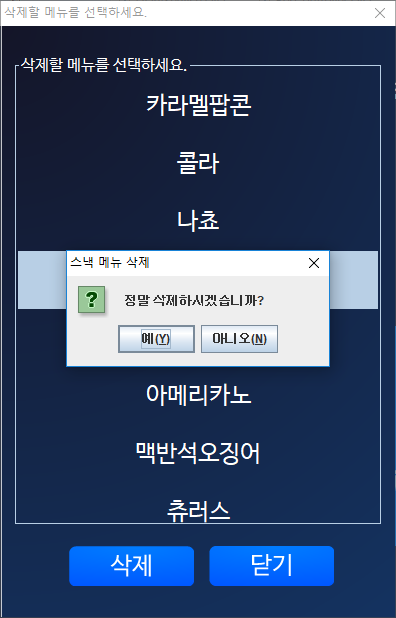 삭제할 메뉴를 선택하세요.
삭제할 메뉴를 선택하세요.
카라멜팝콘
콜라
나쵸
스낵 메뉴 삭제
정말 삭제하시겠습니까?
예(Y) 아니오(N)
아메리카노
맥반석오징어
츄러스
삭제 닫기